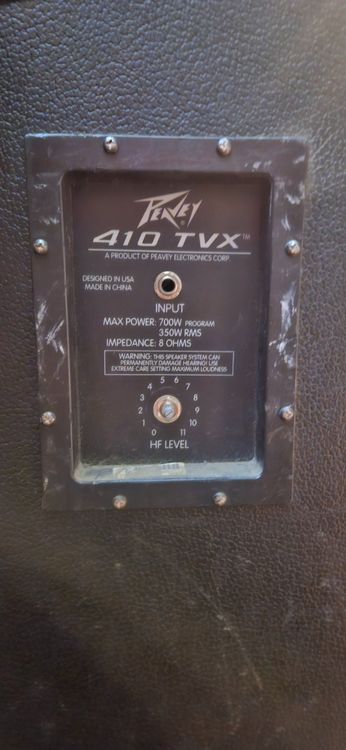 PEAVEY
®
410 TVX™
A PRODUCT OF PEAVEY ELECTRONICS CORP.
DESIGNED IN USA
MADE IN CHINA
INPUT
MAX POWER: 700W PROGRAM
350W RMS
IMPEDANCE: 8 OHMS
WARNING: THIS SPEAKER SYSTEM CAN
PERMANENTLY DAMAGE HEARING! USE
EXTREME CARE SETTING MAXIMUM LOUDNESS
0 1 2 3 4 5 6 7 8 9 10 11
HF LEVEL